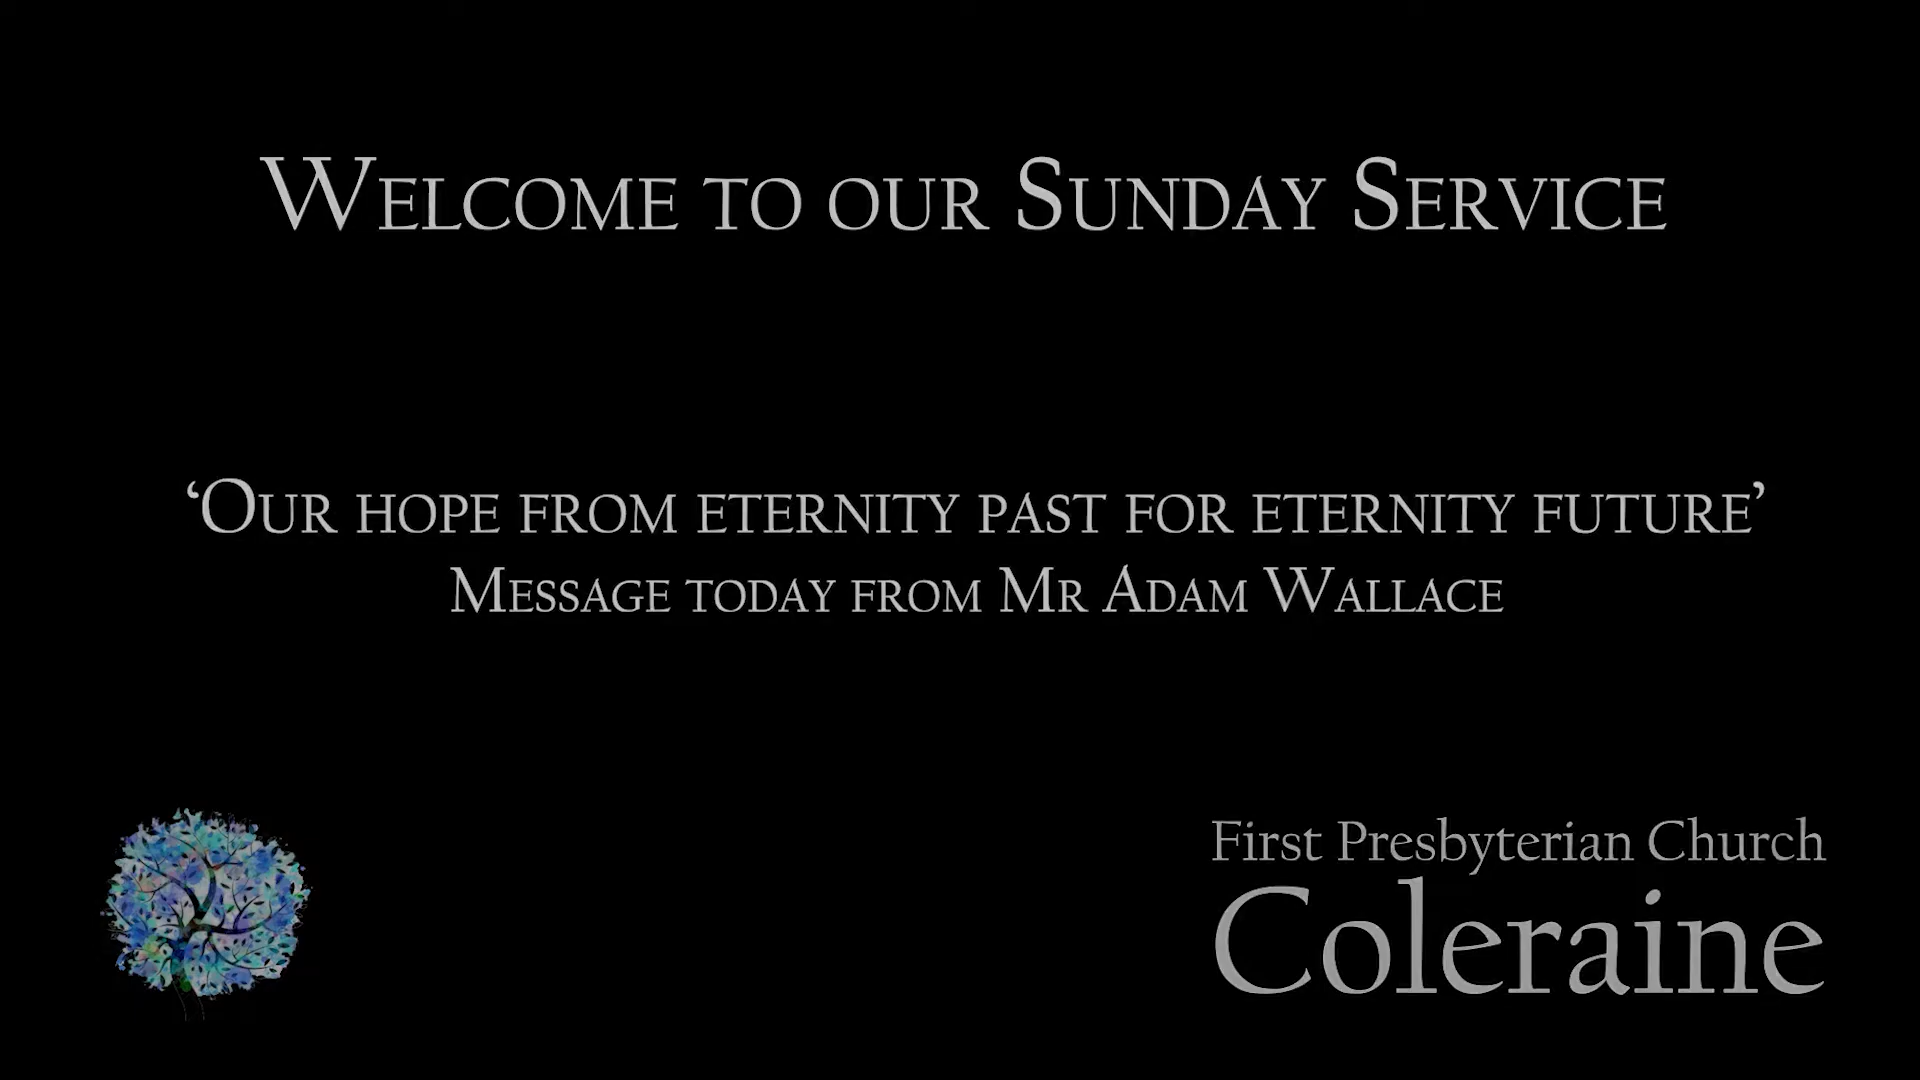 Welcome to our Sunday Service
‘Our hope from eternity past for eternity future’
Message today from Mr Adam Wallace
First Presbyterian Church
Coleraine